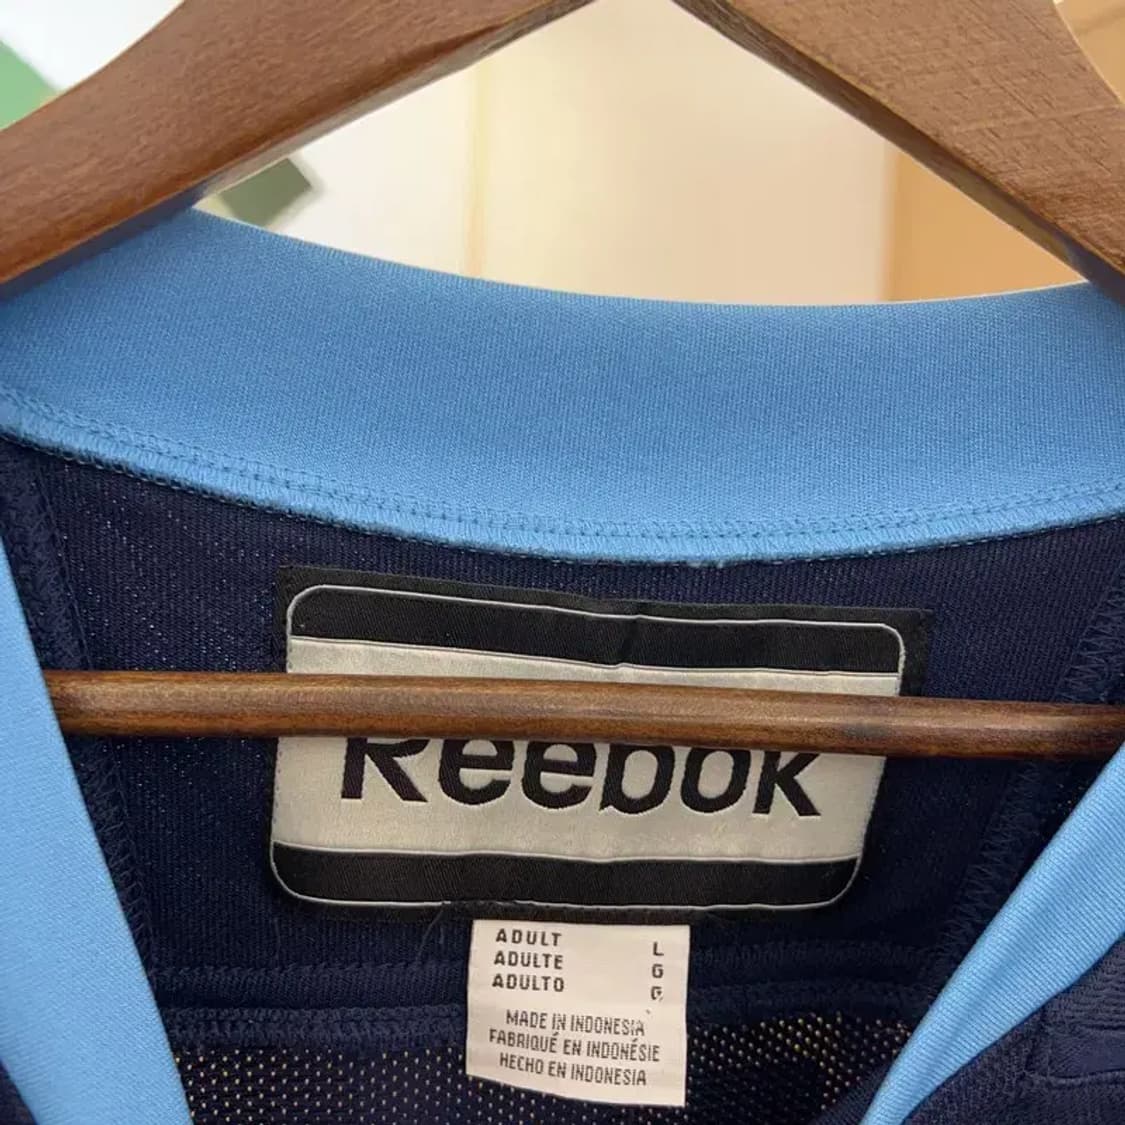 Reebok
ADULT L
ADULTE G
ADULTO G
MADE IN INDONESIA
FABRIQUÉ EN INDONÉSIE
HECHO EN INDONESIA